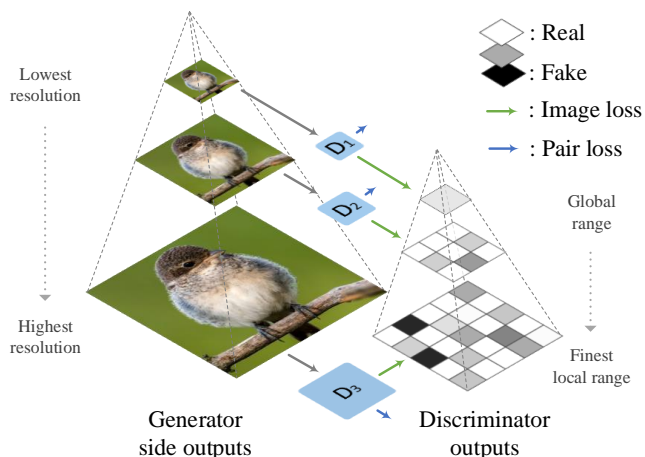 : Real
: Fake
: Image loss
: Pair loss
Lowest
resolution
Highest
resolution
D1
D2
D3
Global
range
Finest
local range
Generator
side outputs
Discriminator
outputs